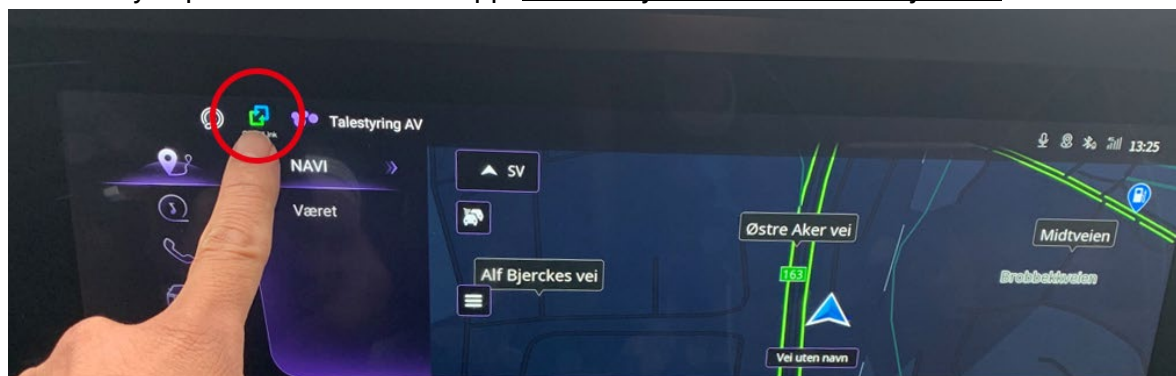 Talestyring AV
13:25
NAVI
SV
Været
Østre Aker vei
Midtveien
163
Alf Bjerckes vei
Brobekkveien
Vei uten navn